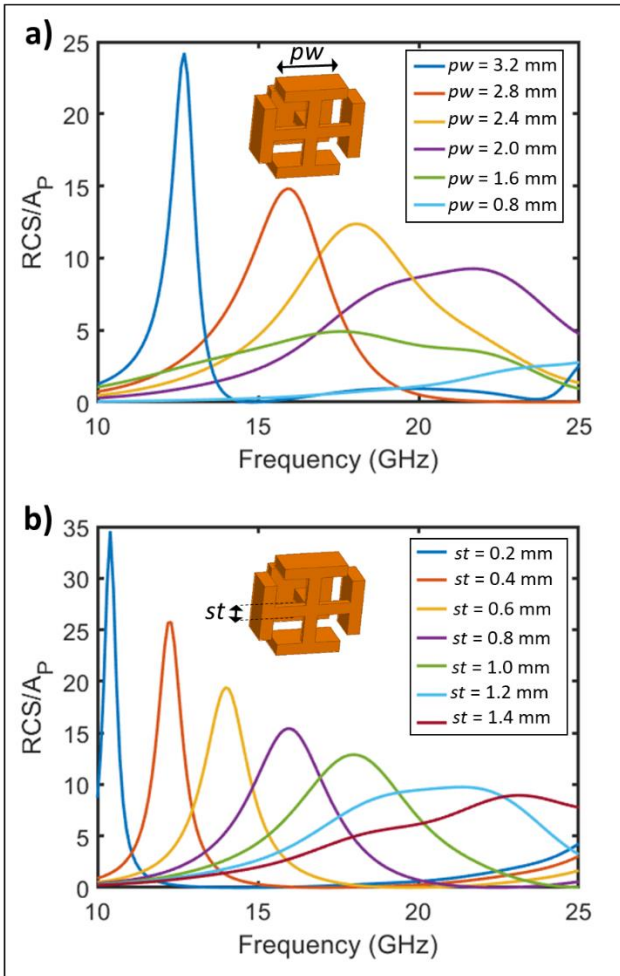 a)
pw
25
20
15
10
5
0
RCS/A_P
pw = 3.2 mm
pw = 2.8 mm
pw = 2.4 mm
pw = 2.0 mm
pw = 1.6 mm
pw = 0.8 mm
10 15 20 25
Frequency (GHz)
b)
st
35
30
25
20
15
10
5
0
RCS/A_P
st = 0.2 mm
st = 0.4 mm
st = 0.6 mm
st = 0.8 mm
st = 1.0 mm
st = 1.2 mm
st = 1.4 mm
10 15 20 25
Frequency (GHz)